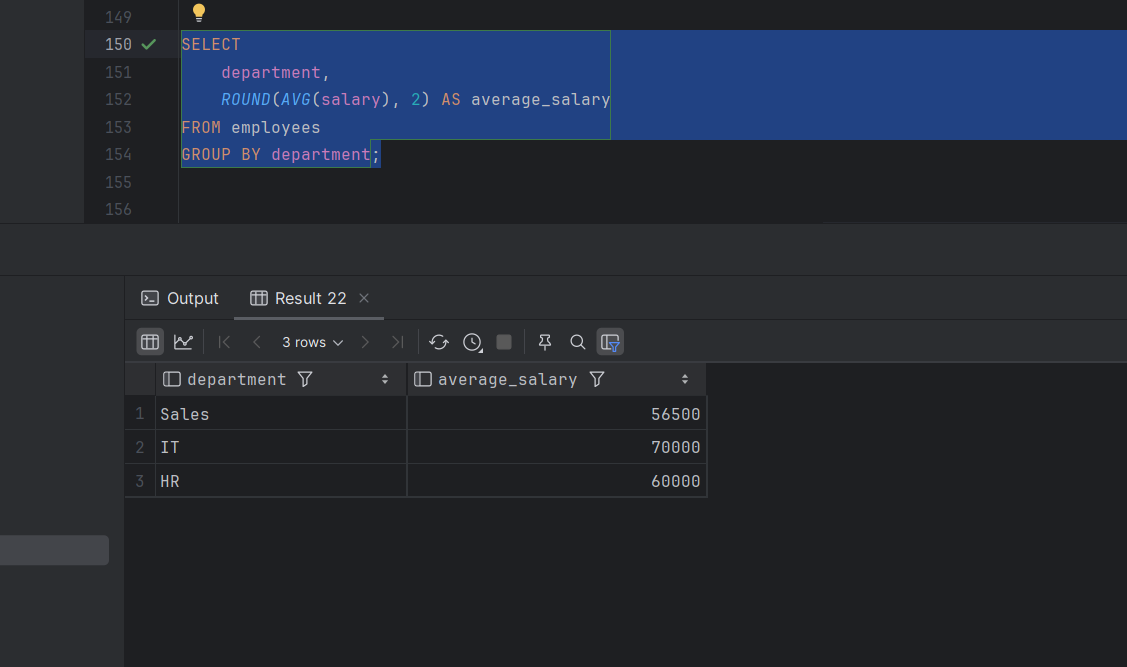 149
150 SELECT
151     department,
152     ROUND(AVG(salary), 2) AS average_salary
153 FROM employees
154 GROUP BY department;
155
156
Output Result 22
3 rows
department average_salary
1 Sales 56500
2 IT 70000
3 HR 60000